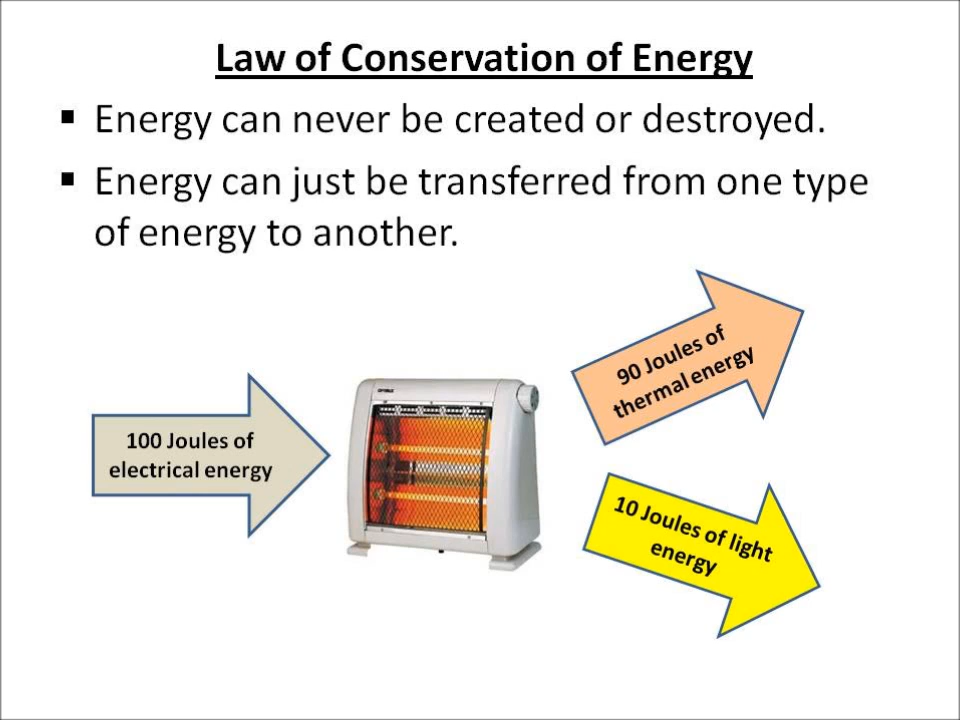 Law of Conservation of Energy
▪ Energy can never be created or destroyed.
▪ Energy can just be transferred from one type
of energy to another.
90 Joules of
thermal energy
100 Joules of
electrical energy
10 Joules of light
energy